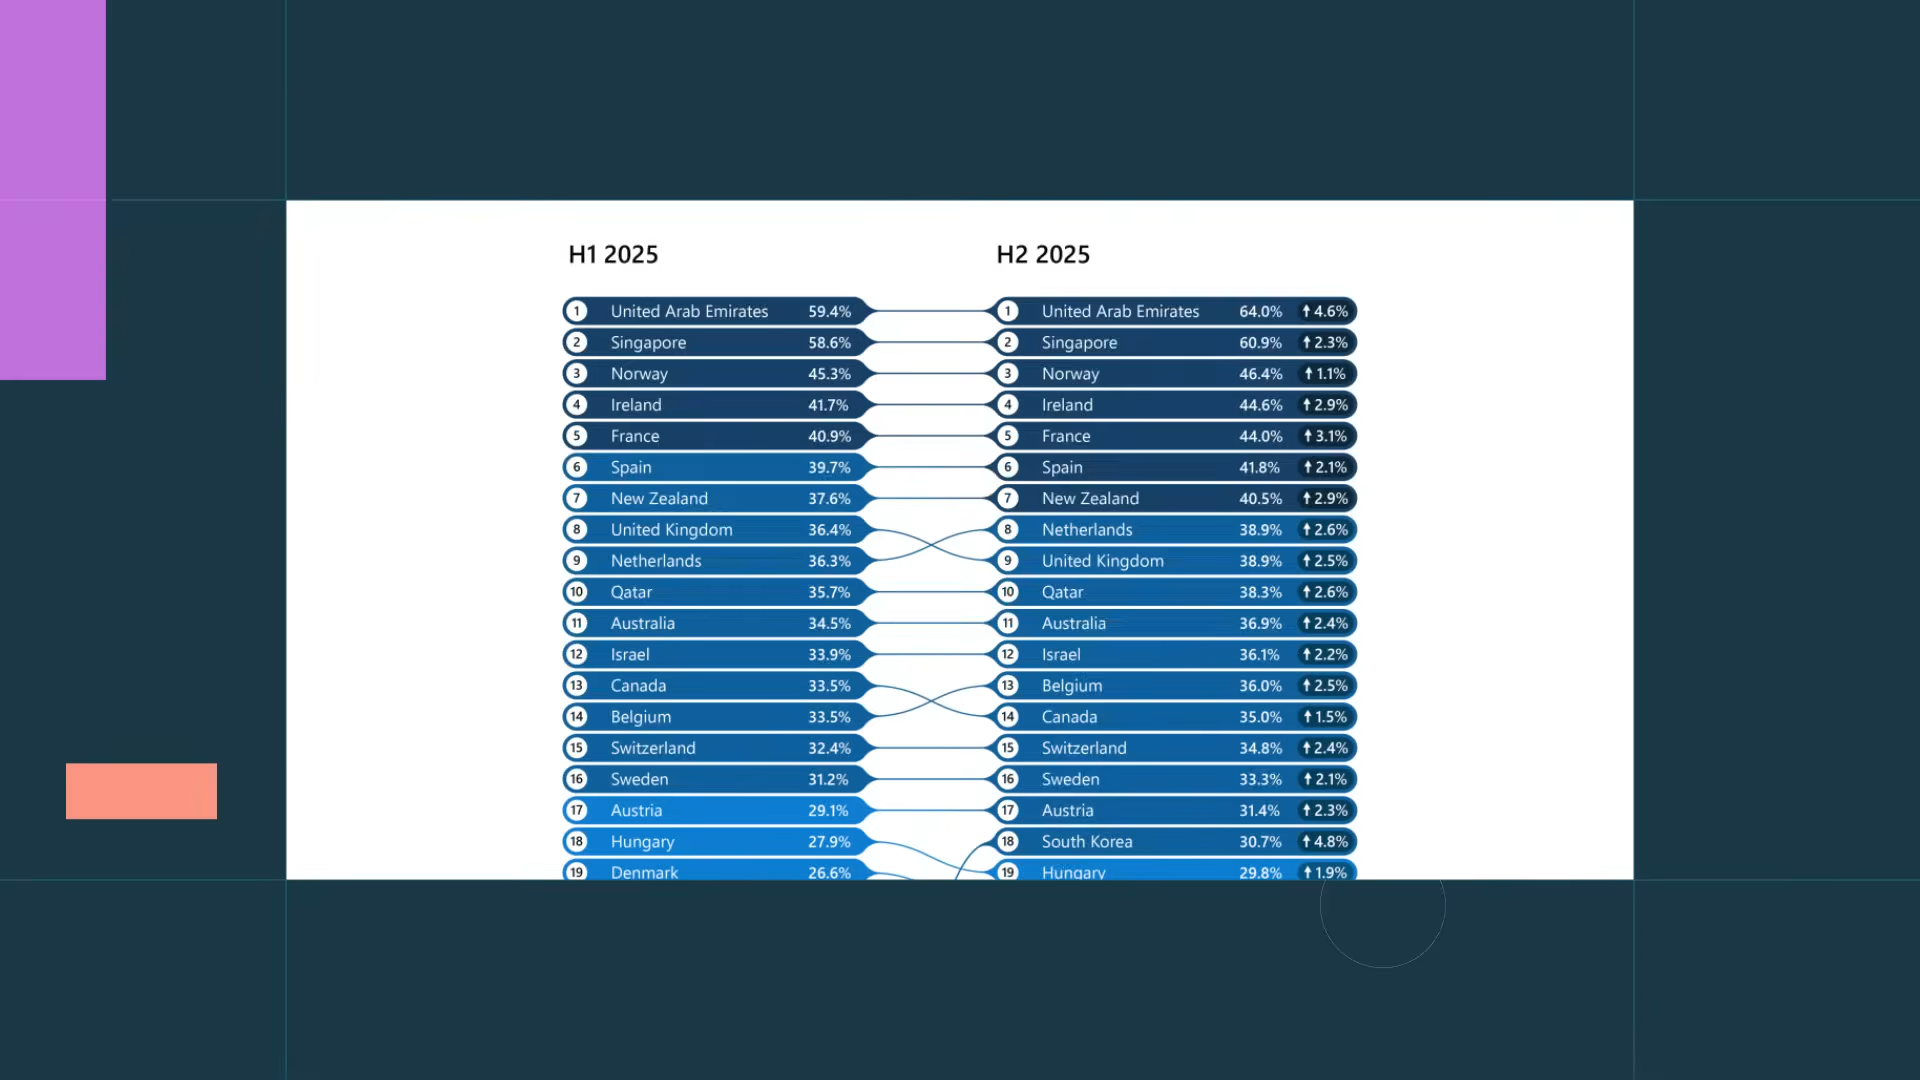 H1 2025 H2 2025
1 United Arab Emirates 59.4% 1 United Arab Emirates 64.0% ↑4.6%
2 Singapore 58.6% 2 Singapore 60.9% ↑2.3%
3 Norway 45.3% 3 Norway 46.4% ↑1.1%
4 Ireland 41.7% 4 Ireland 44.6% ↑2.9%
5 France 40.9% 5 France 44.0% ↑3.1%
6 Spain 39.7% 6 Spain 41.8% ↑2.1%
7 New Zealand 37.6% 7 New Zealand 40.5% ↑2.9%
8 United Kingdom 36.4% 8 Netherlands 38.9% ↑2.6%
9 Netherlands 36.3% 9 United Kingdom 38.9% ↑2.5%
10 Qatar 35.7% 10 Qatar 38.3% ↑2.6%
11 Australia 34.5% 11 Australia 36.9% ↑2.4%
12 Israel 33.9% 12 Israel 36.1% ↑2.2%
13 Canada 33.5% 13 Belgium 36.0% ↑2.5%
14 Belgium 33.5% 14 Canada 35.0% ↑1.5%
15 Switzerland 32.4% 15 Switzerland 34.8% ↑2.4%
16 Sweden 31.2% 16 Sweden 33.3% ↑2.1%
17 Austria 29.1% 17 Austria 31.4% ↑2.3%
18 Hungary 27.9% 18 South Korea 30.7% ↑4.8%
19 Denmark 26.6% 19 Hungary 29.8% ↑1.9%